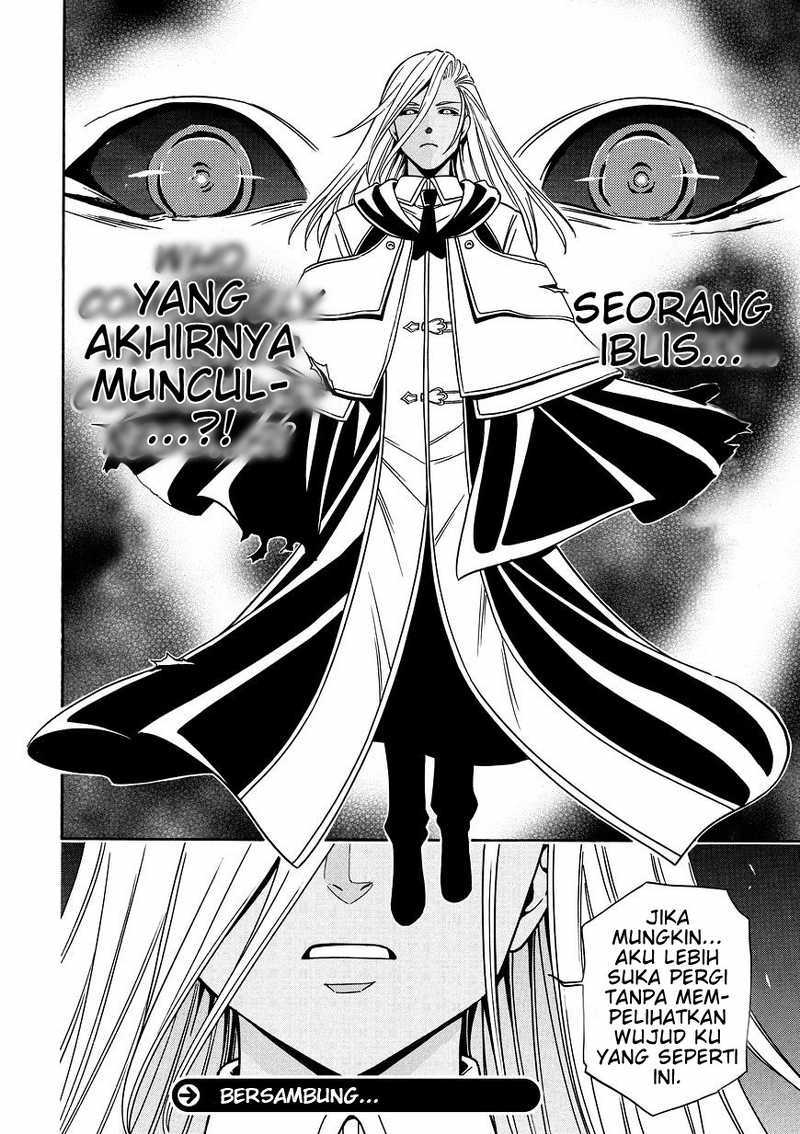 SEORANG
IBLIS...
YANG
AKHIRNYA
MUNCUL-
...?!
JIKA
MUNGKIN...
AKU LEBIH
SUKA PERGI
TANPA MEM-
PELIHATKAN
WUJUD KU
YANG SEPERTI
INI.
BERSAMBUNG...